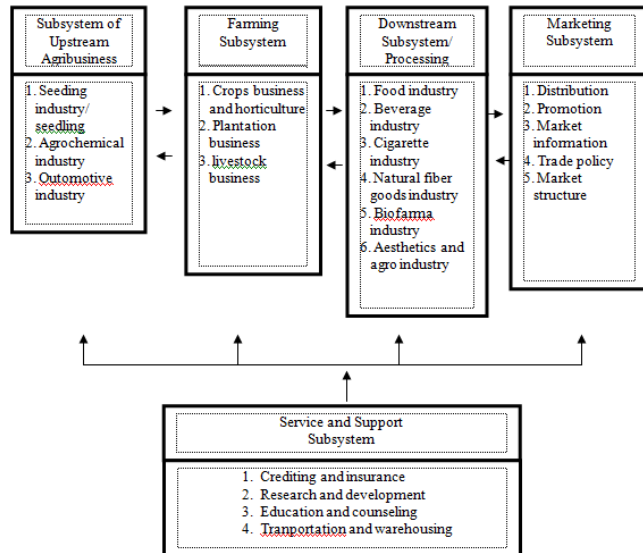 Subsystem of
Upstream
Agribusiness
1. Seeding
industry/
seedling
2. Agrochemical
industry
3. Outomotive
industry
Farming
Subsystem
1. Crops business
and horticulture
2. Plantation
business
3. livestock
business
Downstream
Subsystem/
Processing
1. Food industry
2. Beverage
industry
3. Cigarette
industry
4. Natural fiber
goods industry
5. Biofarma
industry
6. Aesthetics and
agro industry
Marketing
Subsystem
1. Distribution
2. Promotion
3. Market
information
4. Trade policy
5. Market
structure
Service and Support
Subsystem
1. Crediting and insurance
2. Research and development
3. Education and counseling
4. Tranportation and warehousing